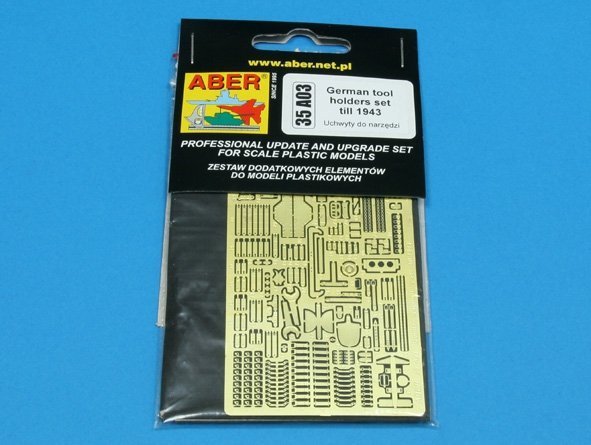 www.aber.net.pl
ABER®
SINCE 1995
35 A03
German tool
holders set
till 1943
Uchwyty do narzędzi
PROFESSIONAL UPDATE AND UPGRADE SET
FOR SCALE PLASTIC MODELS
ZESTAW DODATKOWYCH ELEMENTÓW
DO MODELI PLASTIKOWYCH